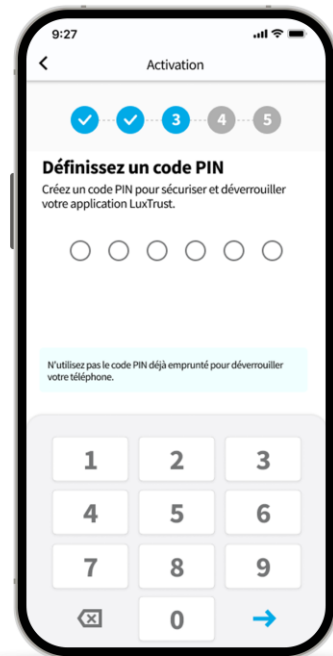 9:27
Activation
3 4 5
Définissez un code PIN
Créez un code PIN pour sécuriser et déverrouiller
votre application LuxTrust.
N'utilisez pas le code PIN déjà emprunté pour déverrouiller
votre téléphone.
1 2 3
4 5 6
7 8 9
0